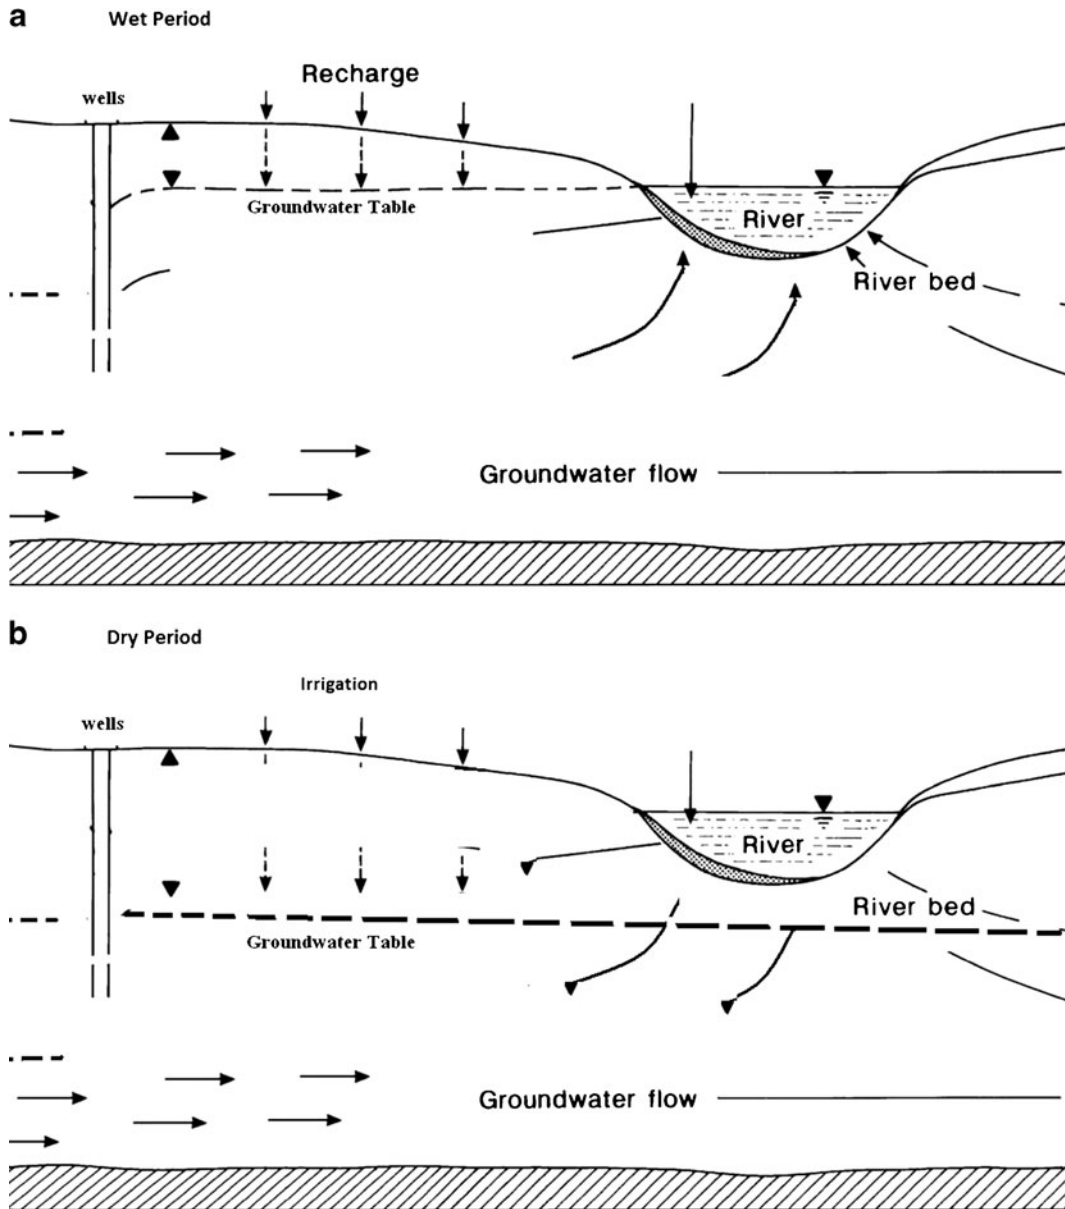 a
Wet Period
Recharge
wells
Groundwater Table
River
River bed
Groundwater flow
b
Dry Period
Irrigation
wells
River
River bed
Groundwater Table
Groundwater flow